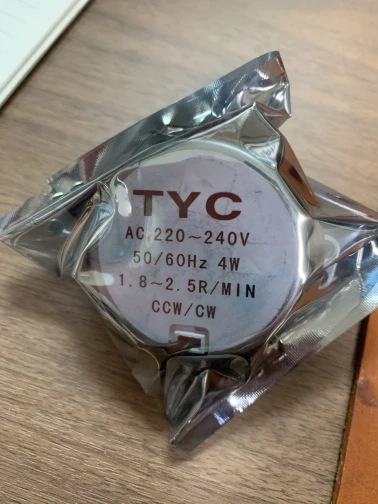 TYC
AC 220~240V
50/60Hz 4W
1.8~2.5R/MIN
CCW/CW